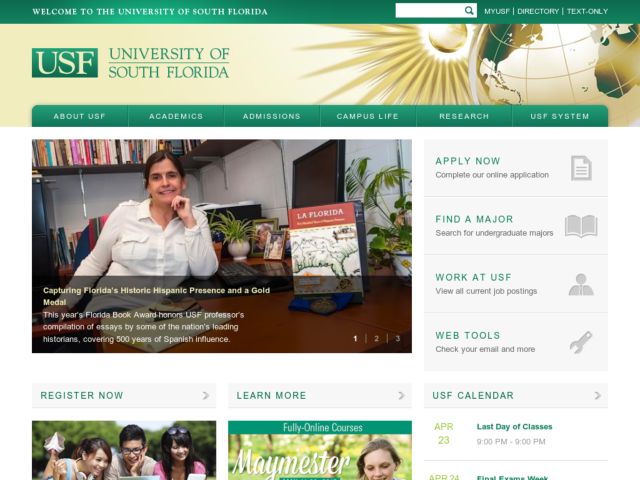 WELCOME TO THE UNIVERSITY OF SOUTH FLORIDA
MYUSF | DIRECTORY | TEXT-ONLY
USF UNIVERSITY OF
SOUTH FLORIDA
ABOUT USF
ACADEMICS
ADMISSIONS
CAMPUS LIFE
RESEARCH
USF SYSTEM
LA FLORIDA
Capturing Florida's Historic Hispanic Presence and a Gold
Medal
This year's Florida Book Award honors USF professor's
compilation of essays by some of the nation's leading
historians, covering 500 years of Spanish influence.
1 | 2 | 3
APPLY NOW
Complete our online application
FIND A MAJOR
Search for undergraduate majors
WORK AT USF
View all current job postings
WEB TOOLS
Check your email and more
REGISTER NOW
LEARN MORE
Fully-Online Courses
Maymester
USF CALENDAR
APR
23
Last Day of Classes
9:00 PM - 9:00 PM
APR 24
Final Exams Week